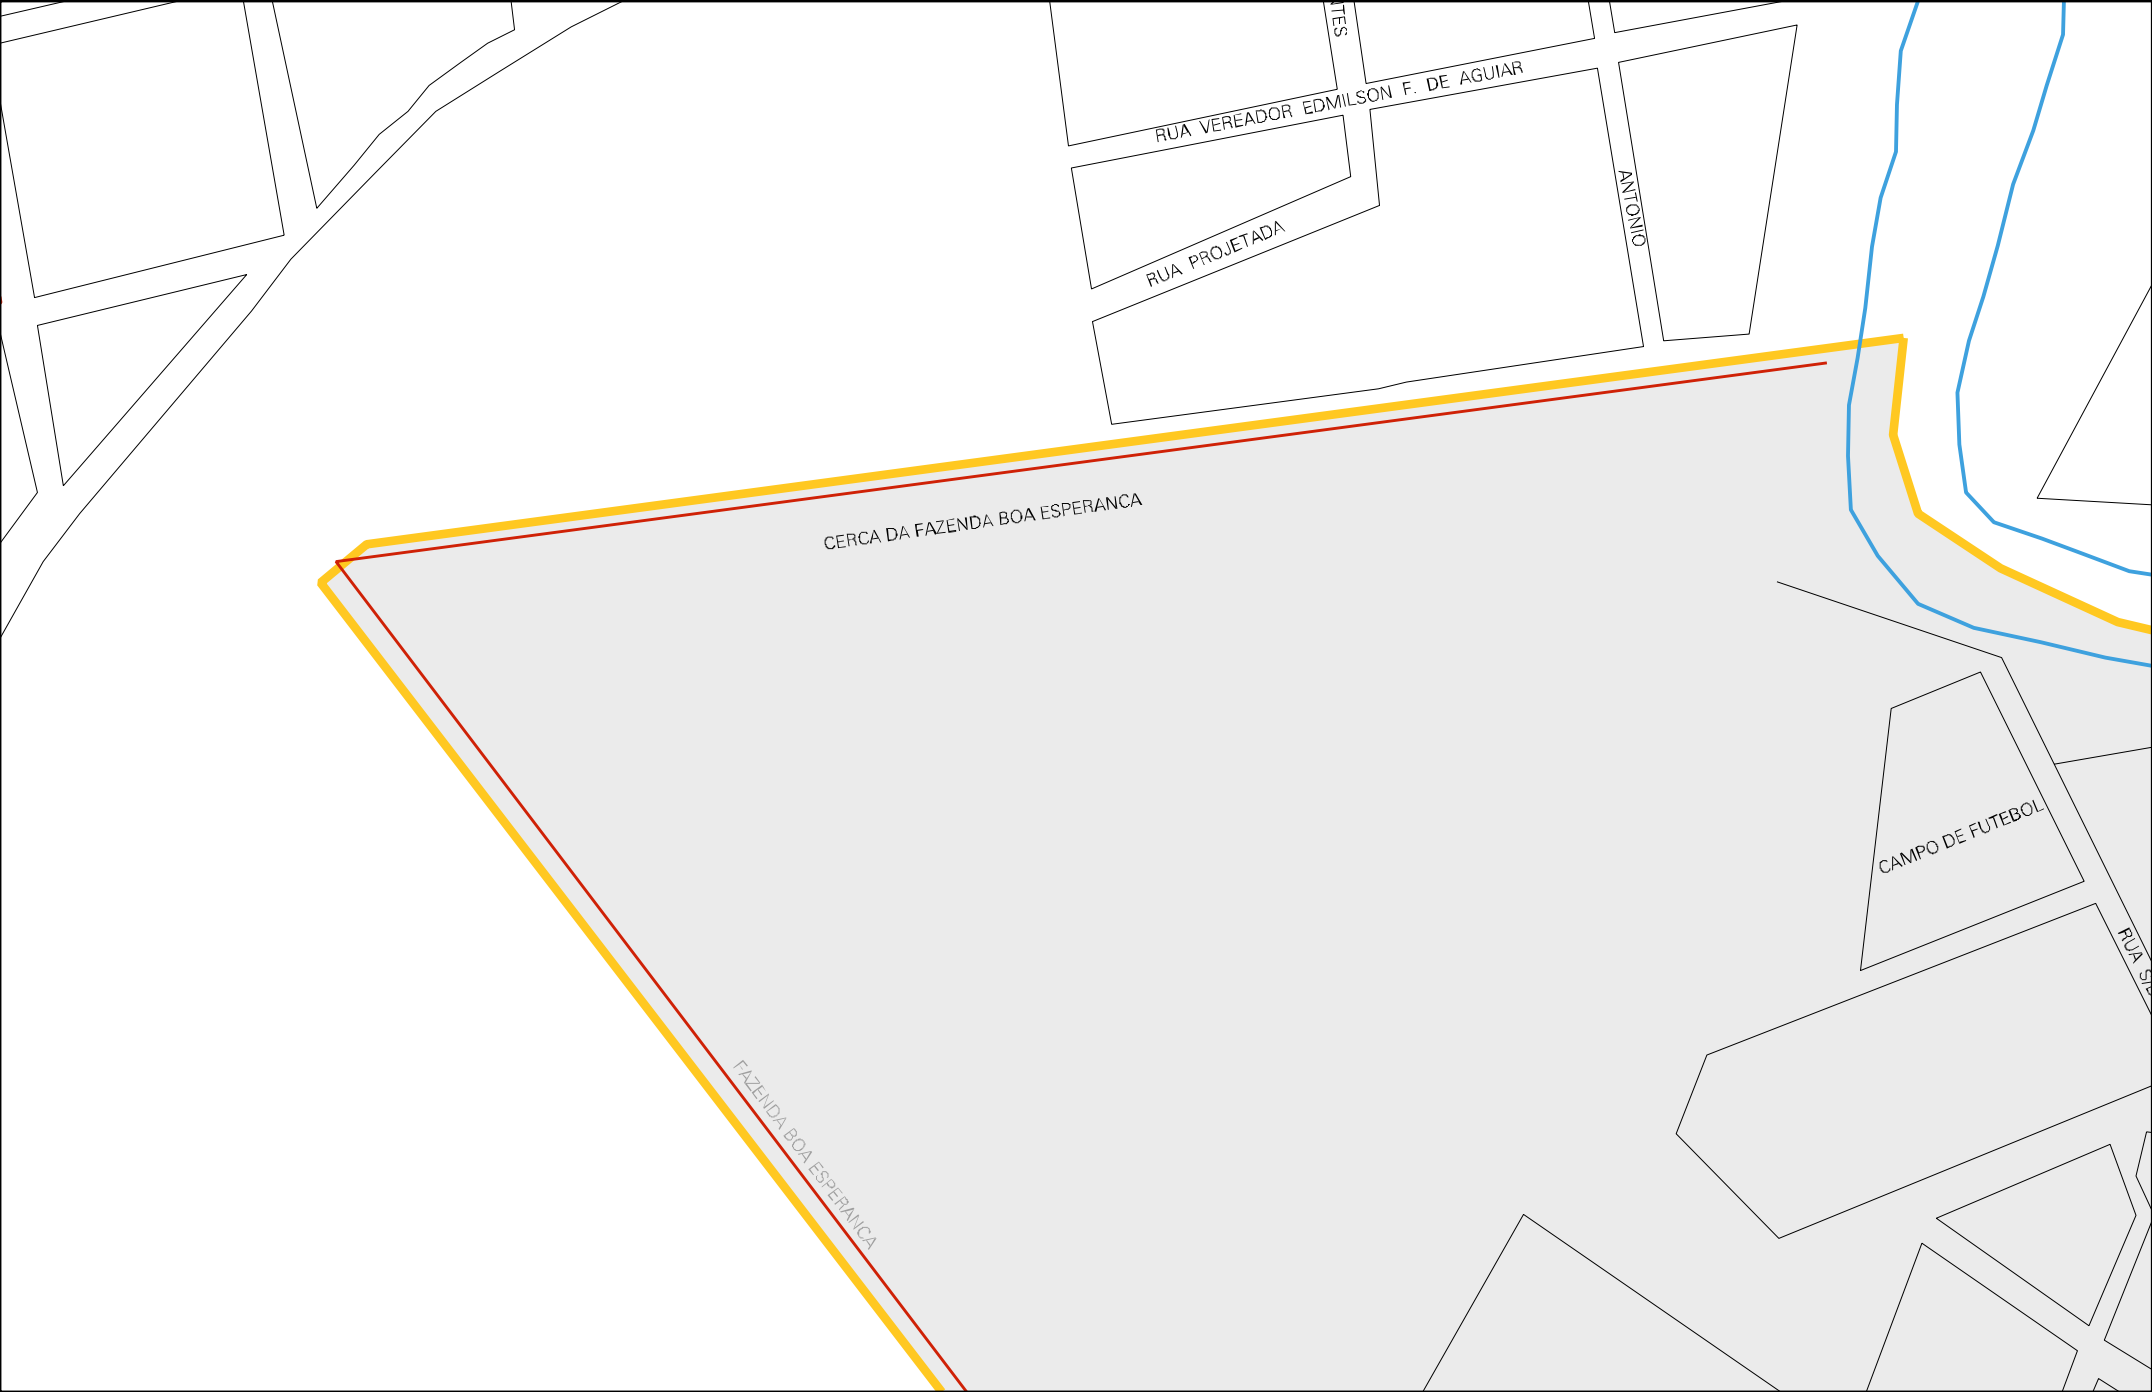 RUA VEREADOR EDMILSON F. DE AGUIAR
ANTONIO
RUA PROJETADA
CERCA DA FAZENDA BOA ESPERANCA
CAMPO DE FUTEBOL
RUA
FAZENDA BOA ESPERANCA